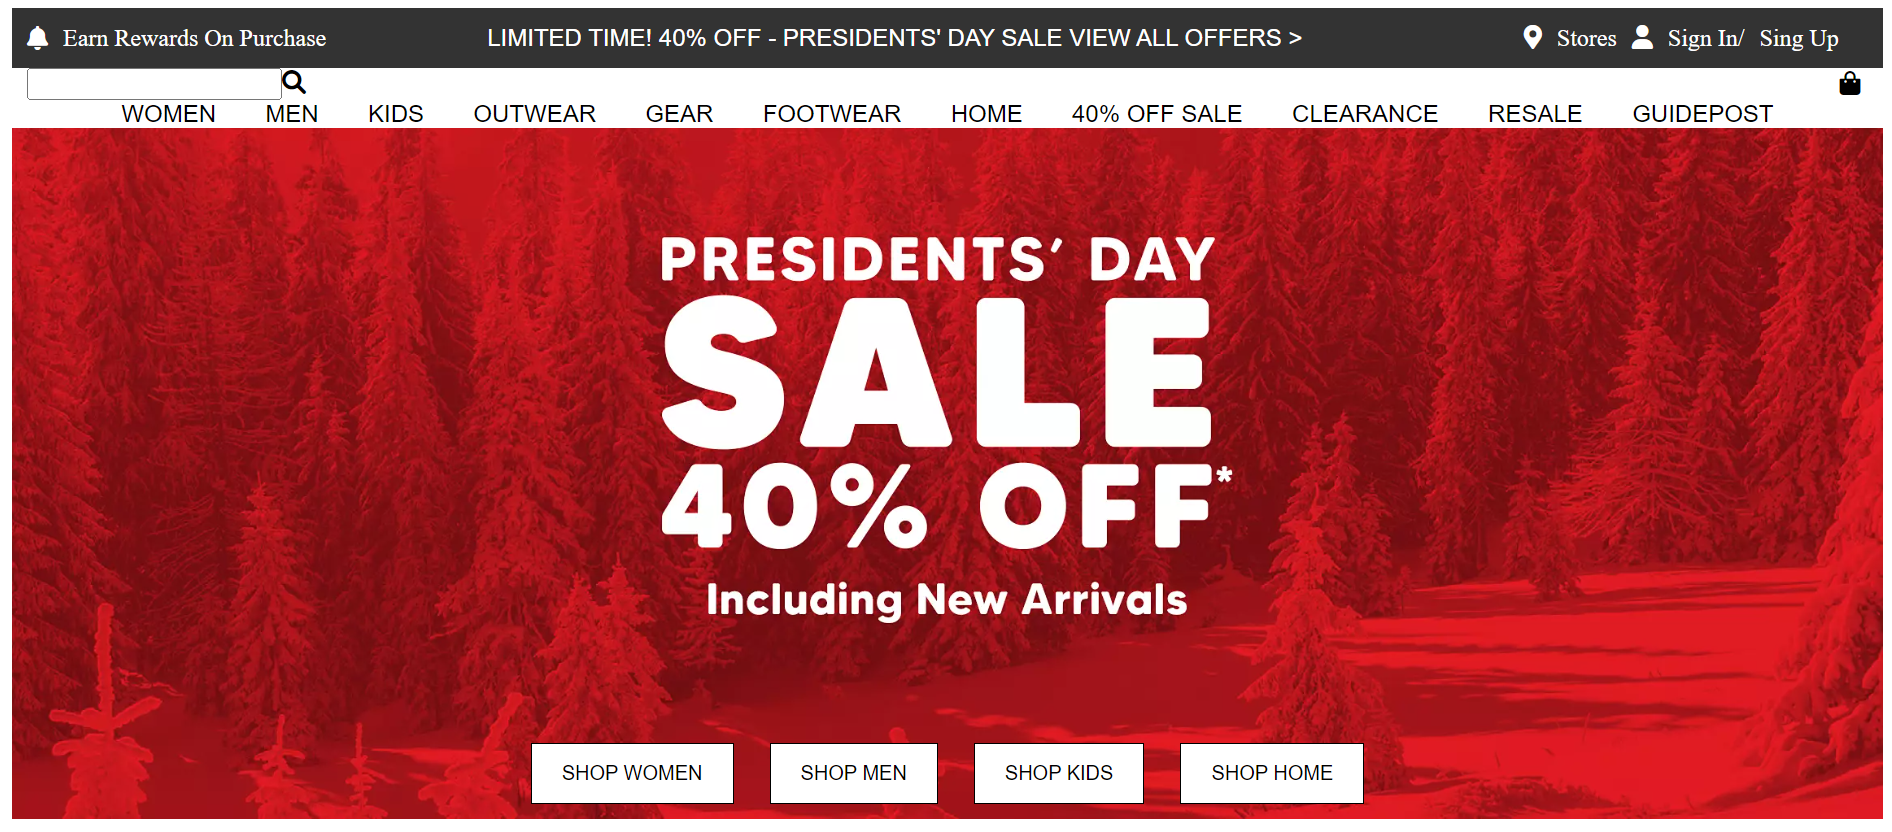 Earn Rewards On Purchase
LIMITED TIME! 40% OFF - PRESIDENTS' DAY SALE VIEW ALL OFFERS >
Stores
Sign In/ Sing Up
WOMEN MEN KIDS OUTWEAR GEAR FOOTWEAR HOME 40% OFF SALE CLEARANCE RESALE GUIDEPOST
PRESIDENTS’ DAY
SALE
40% OFF*
Including New Arrivals
SHOP WOMEN
SHOP MEN
SHOP KIDS
SHOP HOME